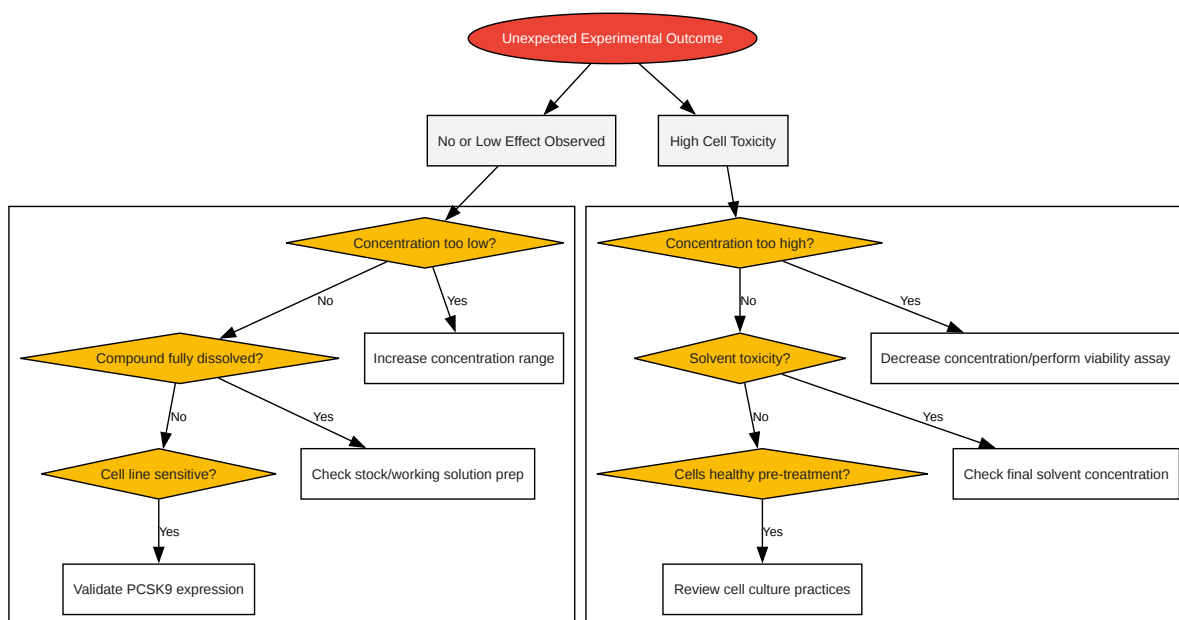 Unexpected Experimental Outcome
No or Low Effect Observed
High Cell Toxicity
Concentration too low?
Concentration too high?
No
Yes
No
Yes
Compound fully dissolved?
Increase concentration range
Solvent toxicity?
Decrease concentration/perform viability assay
No
Yes
No
Yes
Cell line sensitive?
Check stock/working solution prep
Cells healthy pre-treatment?
Check final solvent concentration
Yes
Yes
Validate PCSK9 expression
Review cell culture practices